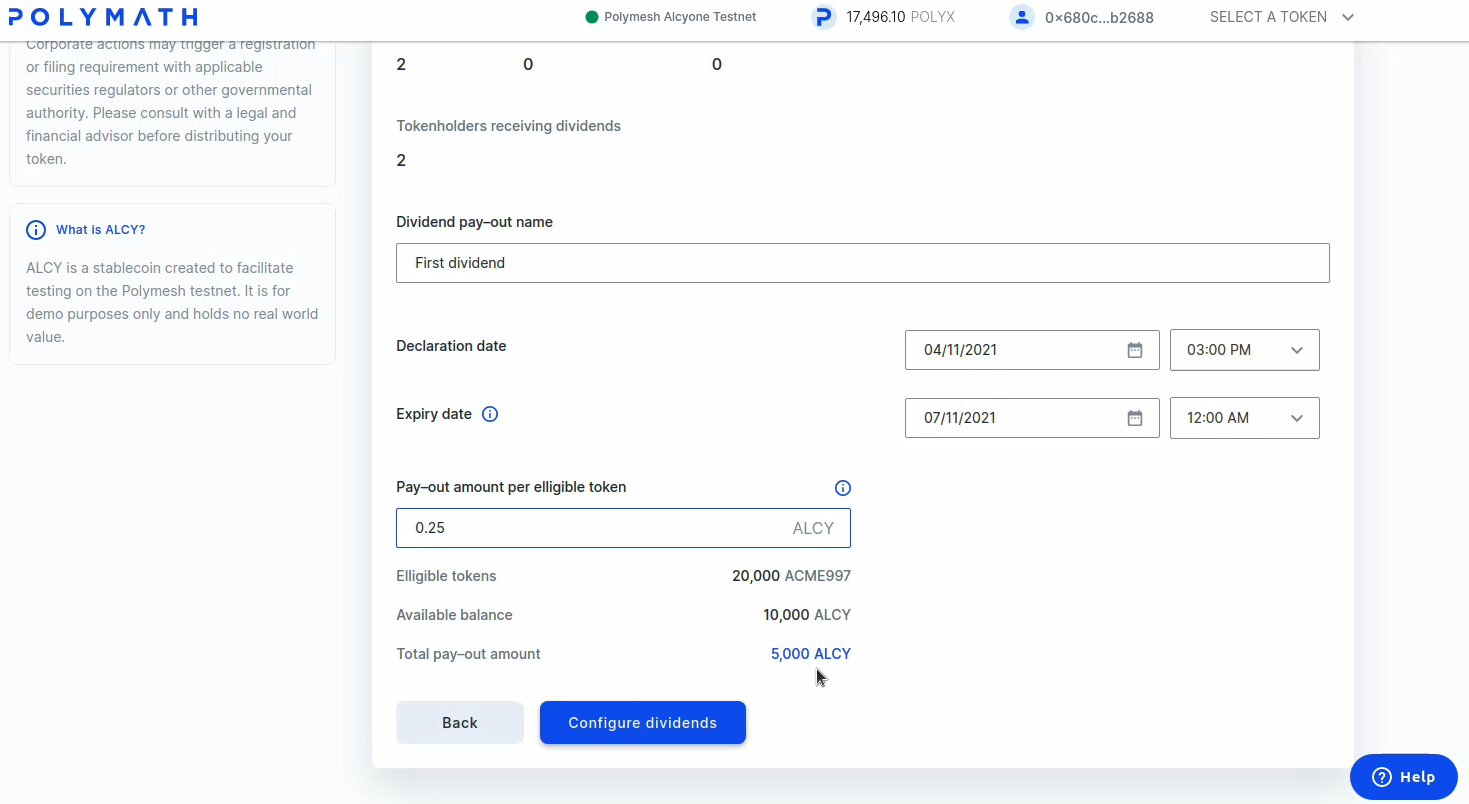 POLYMATH
Polymesh Alcyone Testnet
17,496.10 POLYX
0×680c...b2688
SELECT A TOKEN
Corporate actions may trigger a registration
or filing requirement with applicable
securities regulators or other governmental
authority. Please consult with a legal and
financial advisor before distributing your
token.
What is ALCY?
ALCY is a stablecoin created to facilitate
testing on the Polymesh testnet. It is for
demo purposes only and holds no real world
value.
2 0 0
Tokenholders receiving dividends
2
Dividend pay–out name
First dividend
Declaration date
04/11/2021
03:00 PM
Expiry date
07/11/2021
12:00 AM
Pay–out amount per elligible token
0.25 ALCY
Elligible tokens 20,000 ACME997
Available balance 10,000 ALCY
Total pay–out amount 5,000 ALCY
Back
Configure dividends
Help